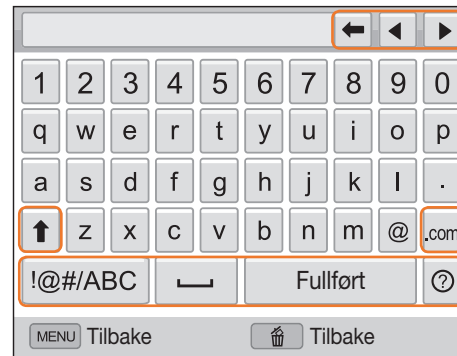 1 2 3 4 5 6 7 8 9 0
q w e r t y u i o p
a s d f g h j k l .
z x c v b n m @ .com
!@#/ABC Fullført ?
MENU Tilbake Tilbake